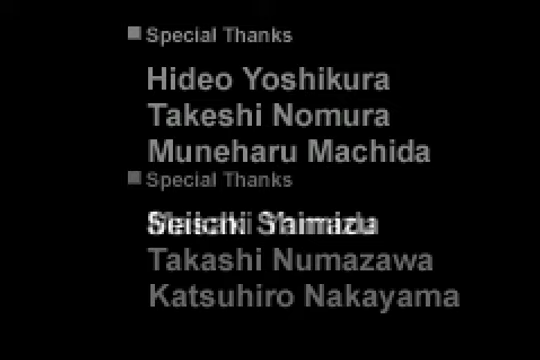 Special Thanks
Hideo Yoshikura
Takeshi Nomura
Muneharu Machida
Special Thanks
Takashi Numazawa
Katsuhiro Nakayama